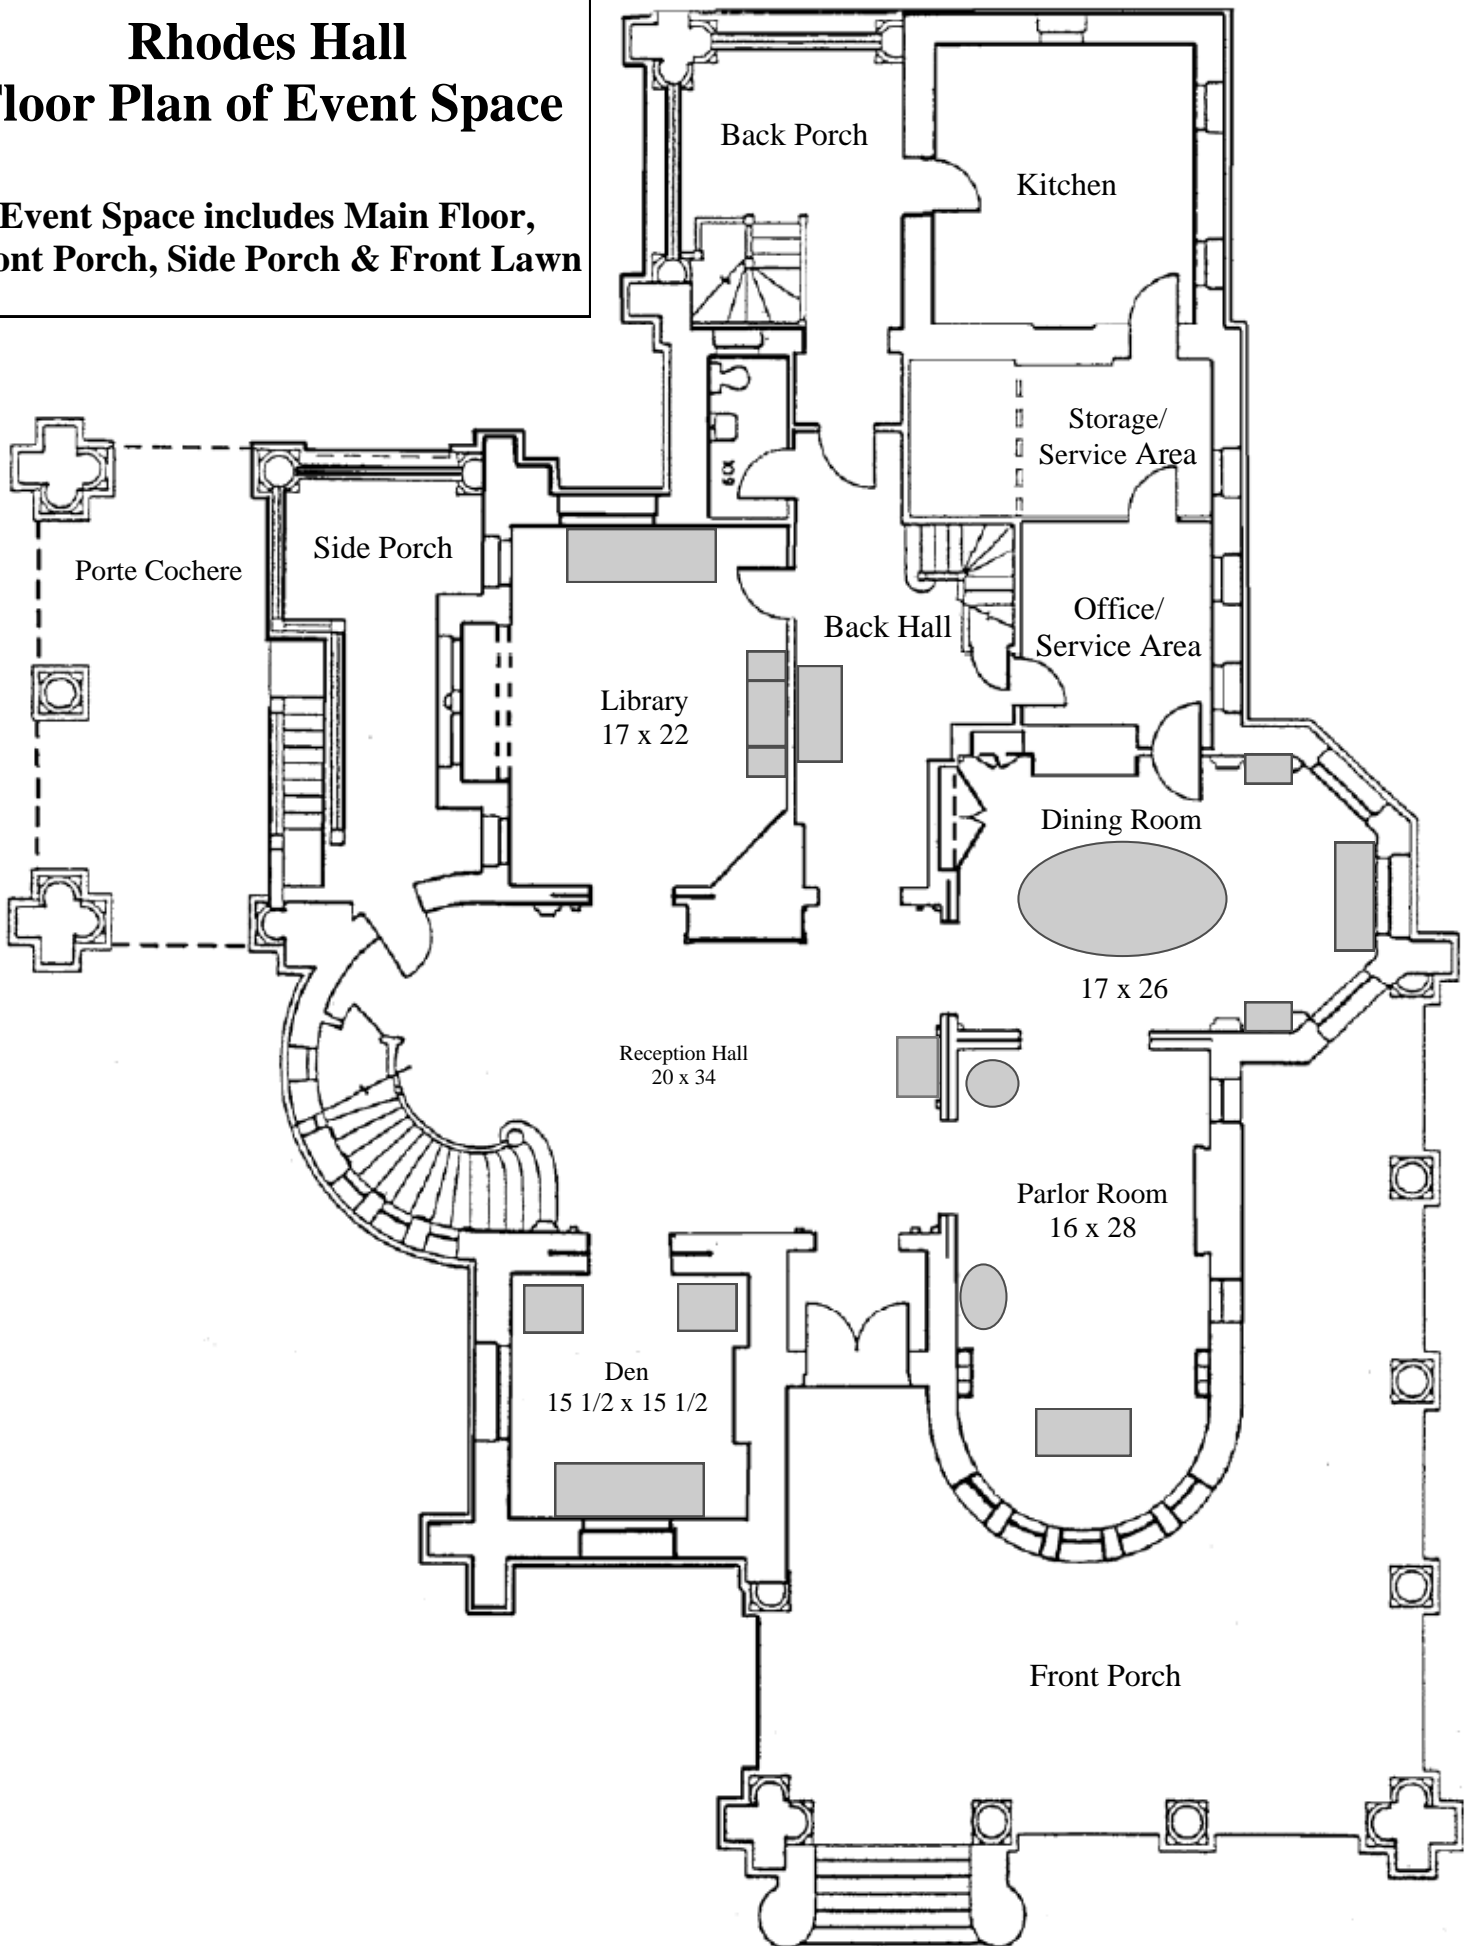 Rhodes Hall
loor Plan of Event Space
Event Space includes Main Floor,
ont Porch, Side Porch & Front Lawn
Back Porch
Kitchen
Storage/
Service Area
Side Porch
Porte Cochere
Office/
Service Area
Back Hall
Library
17 x 22
Dining Room
17 x 26
Reception Hall
20 x 34
Parlor Room
16 x 28
Den
15 1/2 x 15 1/2
Front Porch